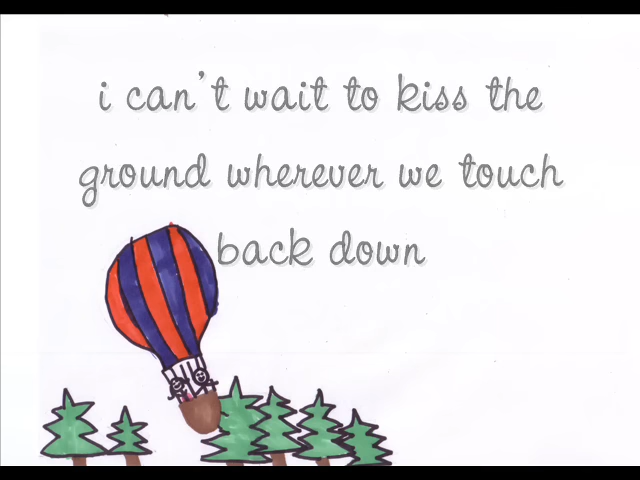 i can't wait to kiss the
ground wherever we touch
back down